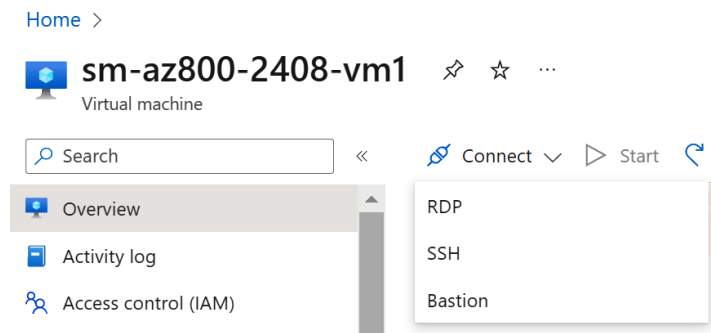 Home >
sm-az800-2408-vm1 ...
Virtual machine
Search «
Connect Start
Overview
Activity log
Access control (IAM)
RDP
SSH
Bastion